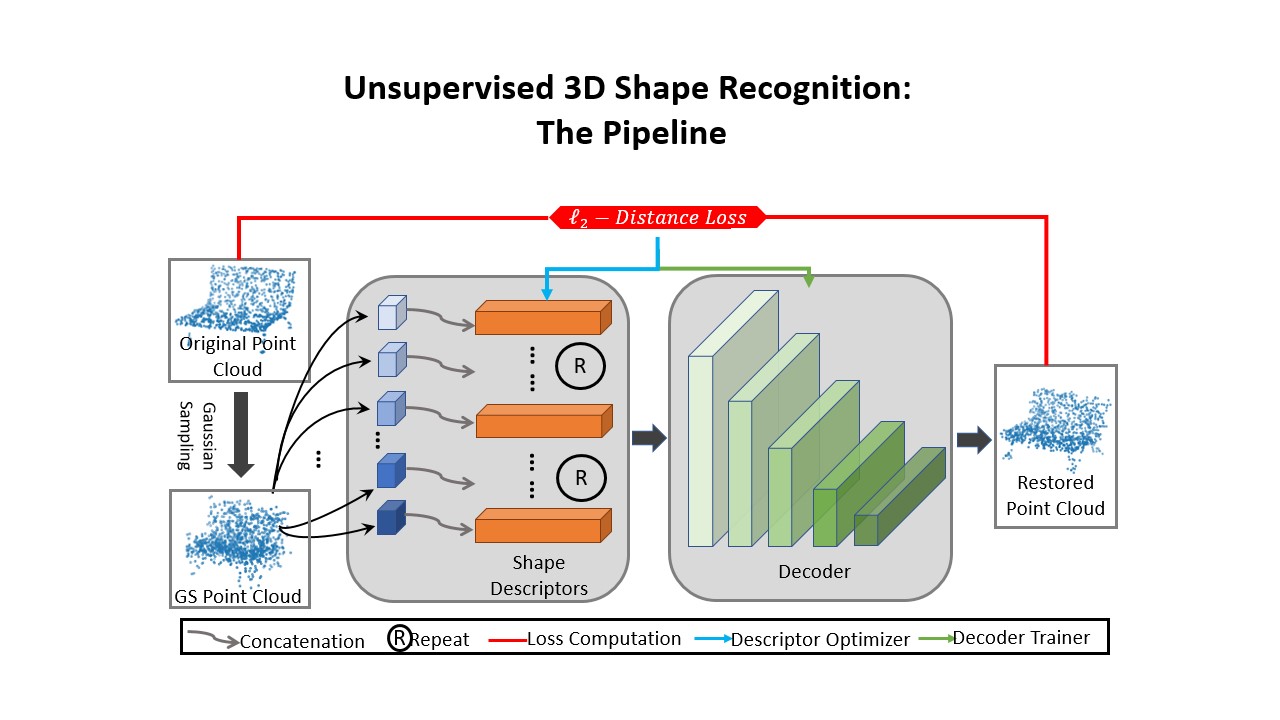 Unsupervised 3D Shape Recognition:
The Pipeline
ℓ₂ − Distance Loss
Original Point
Cloud
Gaussian
Sampling
GS Point Cloud
R
R
Shape
Descriptors
Decoder
Restored
Point Cloud
Concatenation
R Repeat
Loss Computation
Descriptor Optimizer
Decoder Trainer